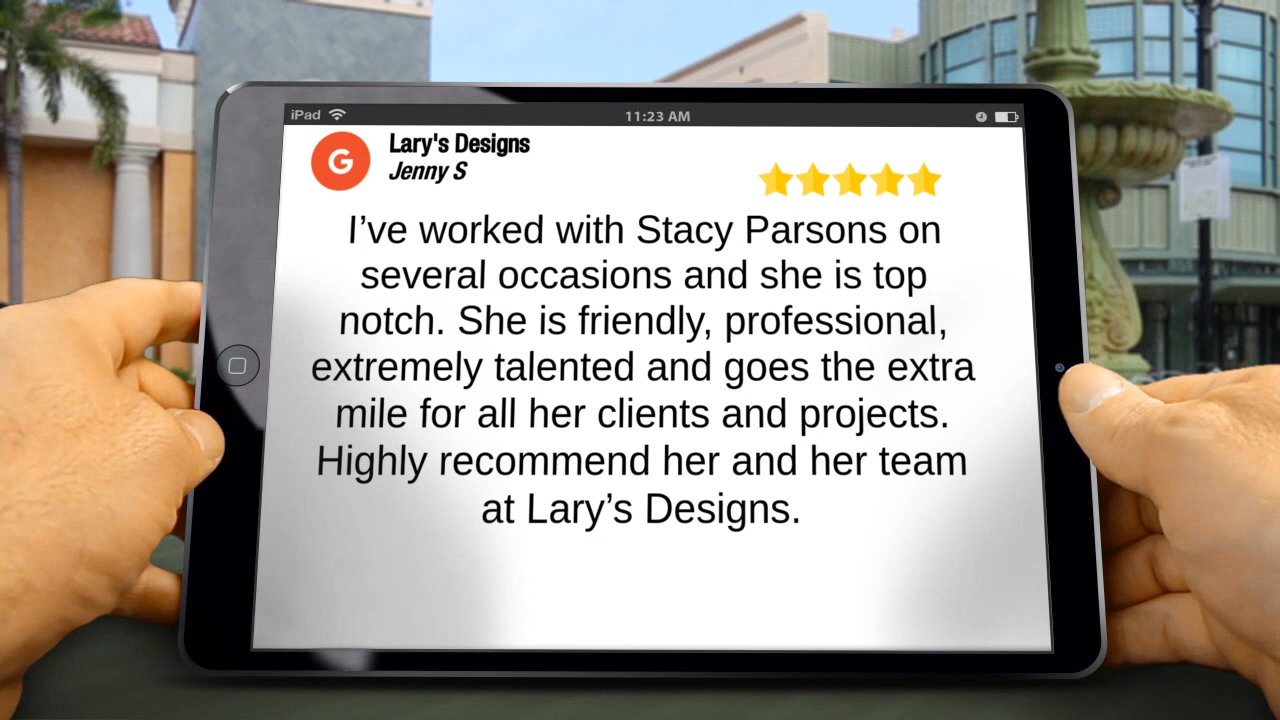 iPad
11:23 AM
G
Lary's Designs
Jenny S
I’ve worked with Stacy Parsons on
several occasions and she is top
notch. She is friendly, professional,
extremely talented and goes the extra
mile for all her clients and projects.
Highly recommend her and her team
at Lary’s Designs.